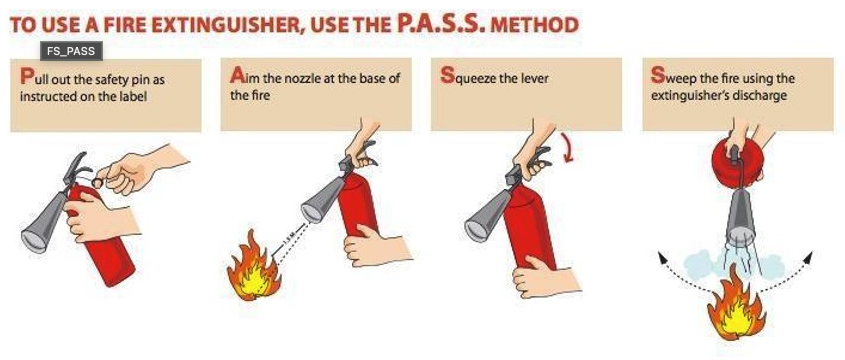 TO USE A FIRE EXTINGUISHER, USE THE P.A.S.S. METHOD
FS_PASS
Pull out the safety pin as
instructed on the label
Aim the nozzle at the base of
the fire
Squeeze the lever
Sweep the fire using the
extinguisher's discharge